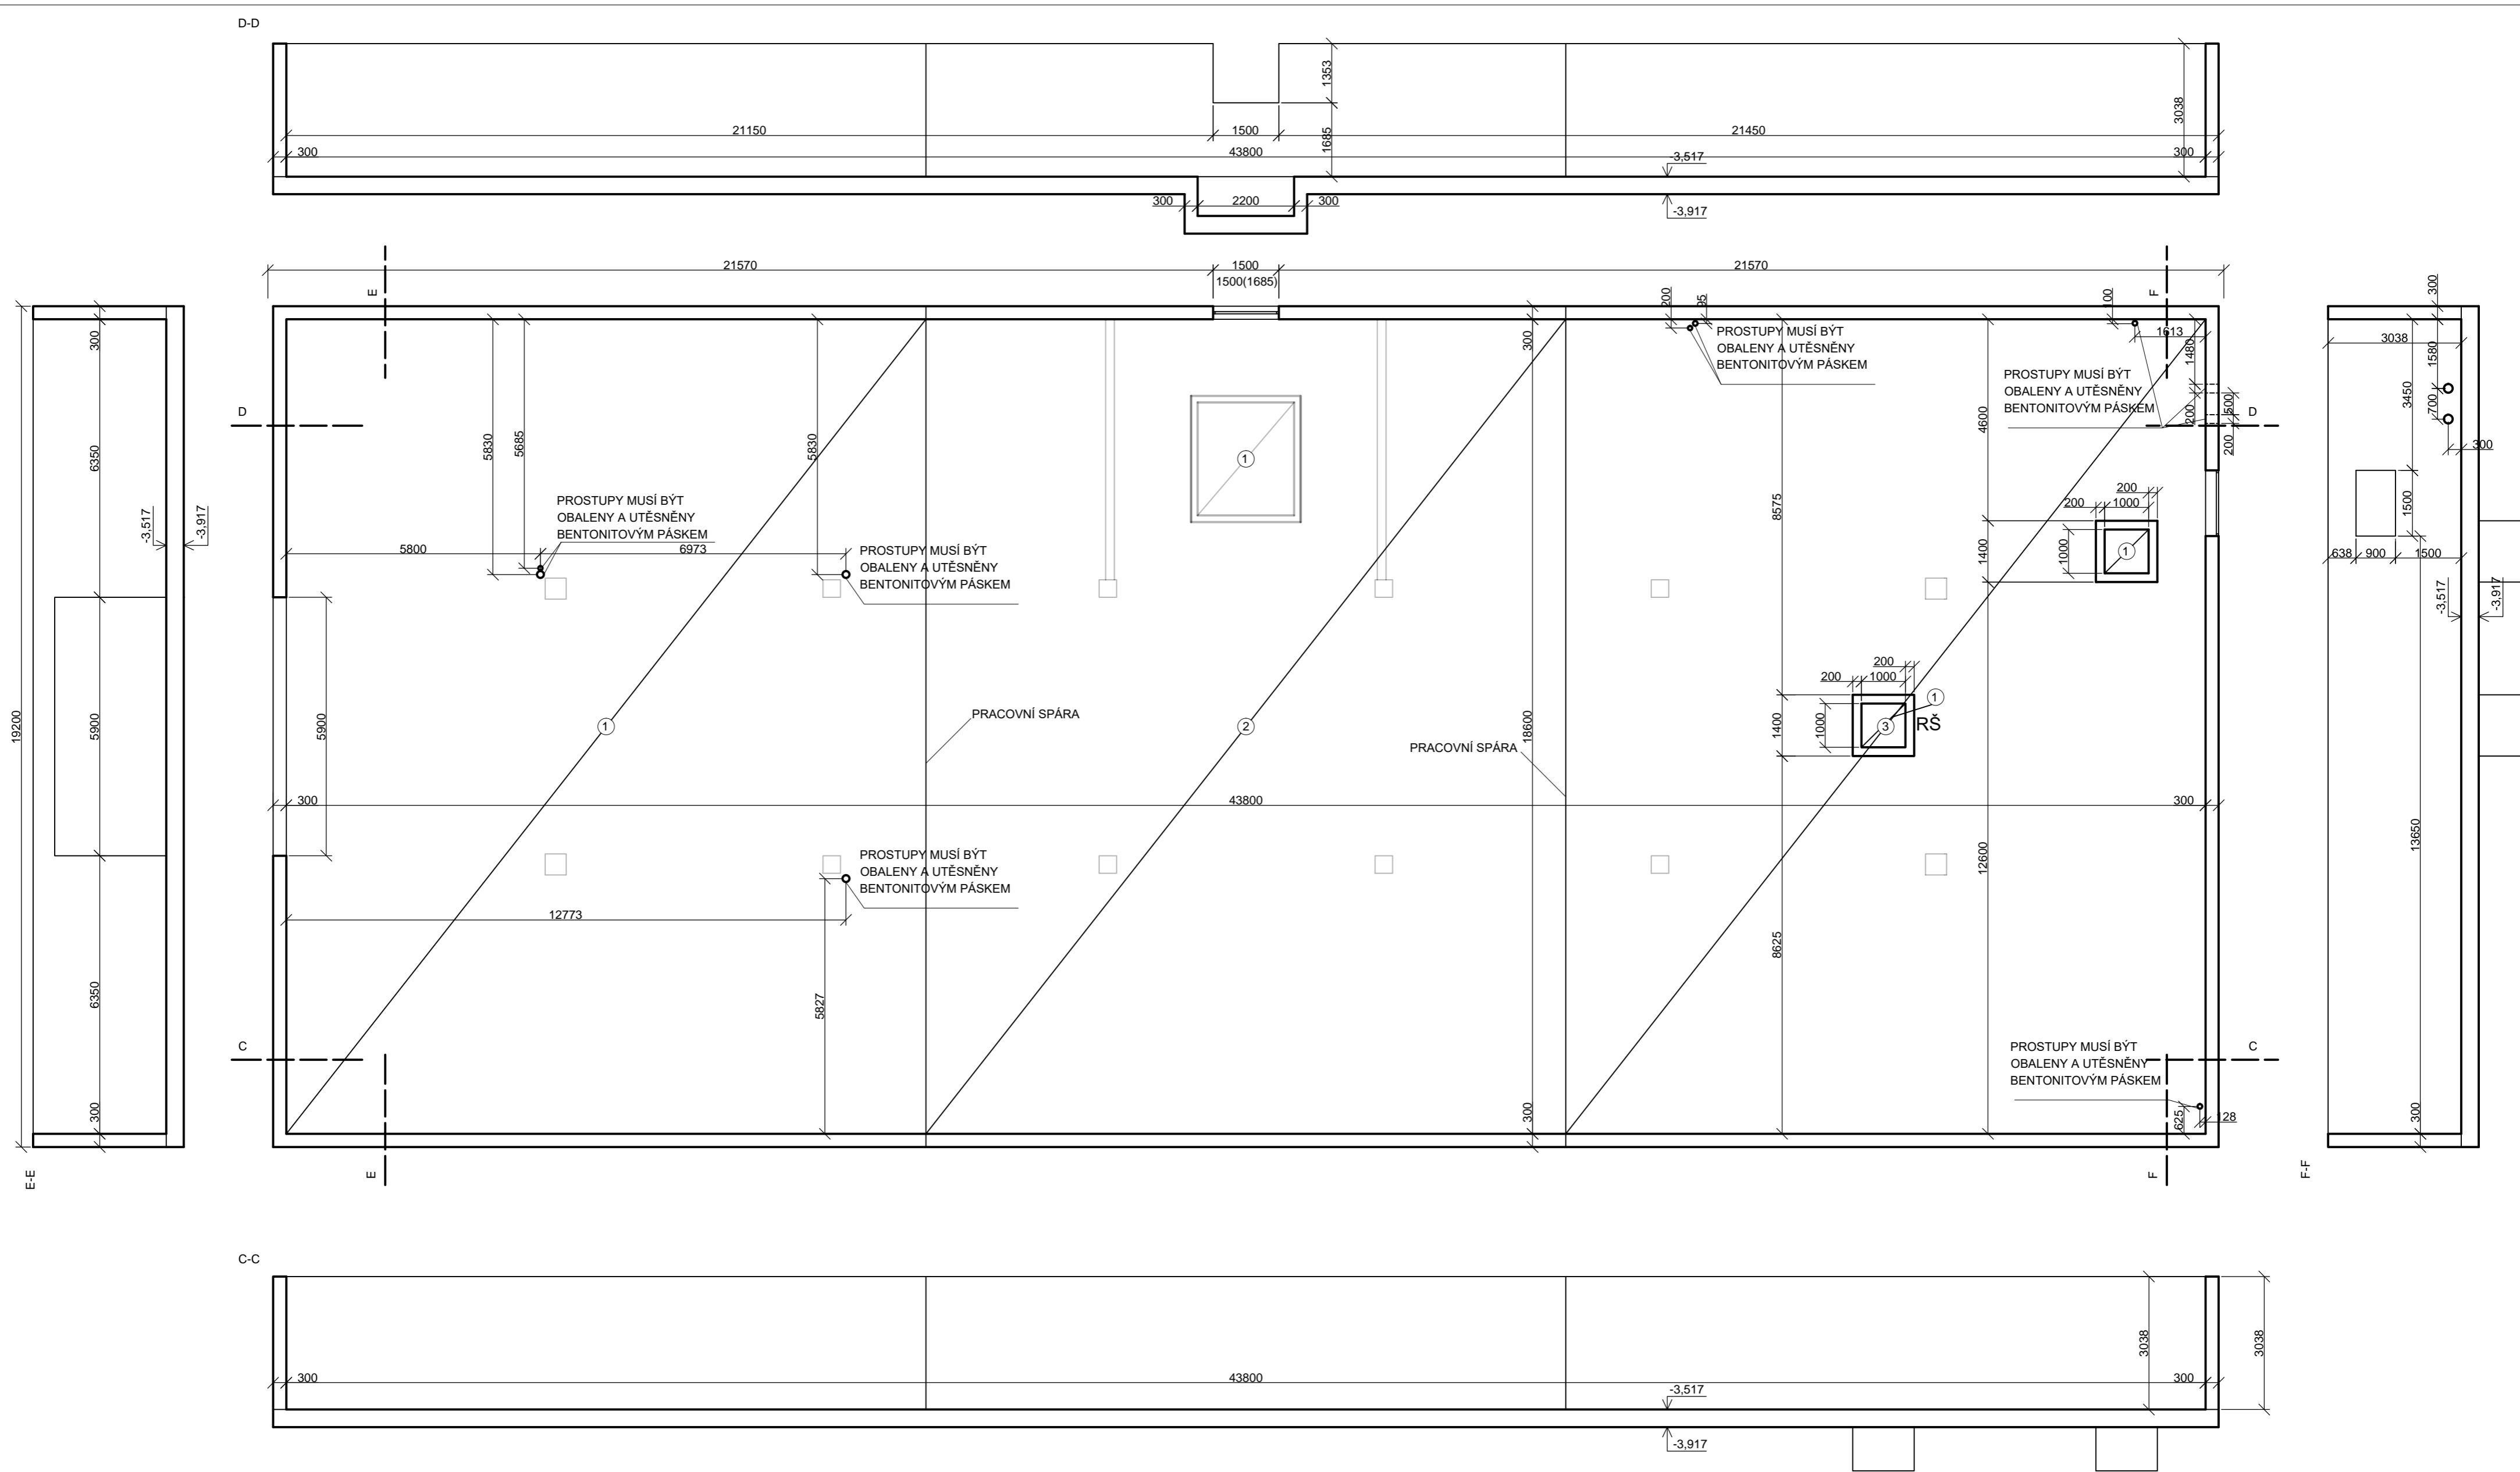 D-D
1353
3038
21150
1500
21450
1685
300
43800
-3,517
300
300
2200
300
-3,917
21570
1500
21570
1500(1685)
E
F
300
200
95
100
300
300
PROSTUPY MUSÍ BÝT
OBALENY A UTĚSNĚNY
BENTONITOVÝM PÁSKEM
1613
1480
3038
1580
PROSTUPY MUSÍ BÝT
OBALENY A UTĚSNĚNY
BENTONITOVÝM PÁSKEM
3450
700
200
500
D
D
4600
5830
5685
5830
200
300
6350
1
PROSTUPY MUSÍ BÝT
OBALENY A UTĚSNĚNY
BENTONITOVÝM PÁSKEM
-3,517
-3,917
8575
200
200
1000
1500
5800
6973
PROSTUPY MUSÍ BÝT
OBALENY A UTĚSNĚNY
BENTONITOVÝM PÁSKEM
1400
1000
1
638
900
1500
-3,517
-3,917
200
200
1000
1
19200
5900
5900
1
PRACOVNÍ SPÁRA
2
PRACOVNÍ SPÁRA
18600
1400
1000
3
RŠ
300
43800
300
13650
12600
PROSTUPY MUSÍ BÝT
OBALENY A UTĚSNĚNY
BENTONITOVÝM PÁSKEM
12773
8625
6350
5827
C
C
PROSTUPY MUSÍ BÝT
OBALENY A UTĚSNĚNY
BENTONITOVÝM PÁSKEM
300
300
625
128
300
E-E
E
F
F-F
C-C
3038
3038
300
43800
300
-3,517
-3,917